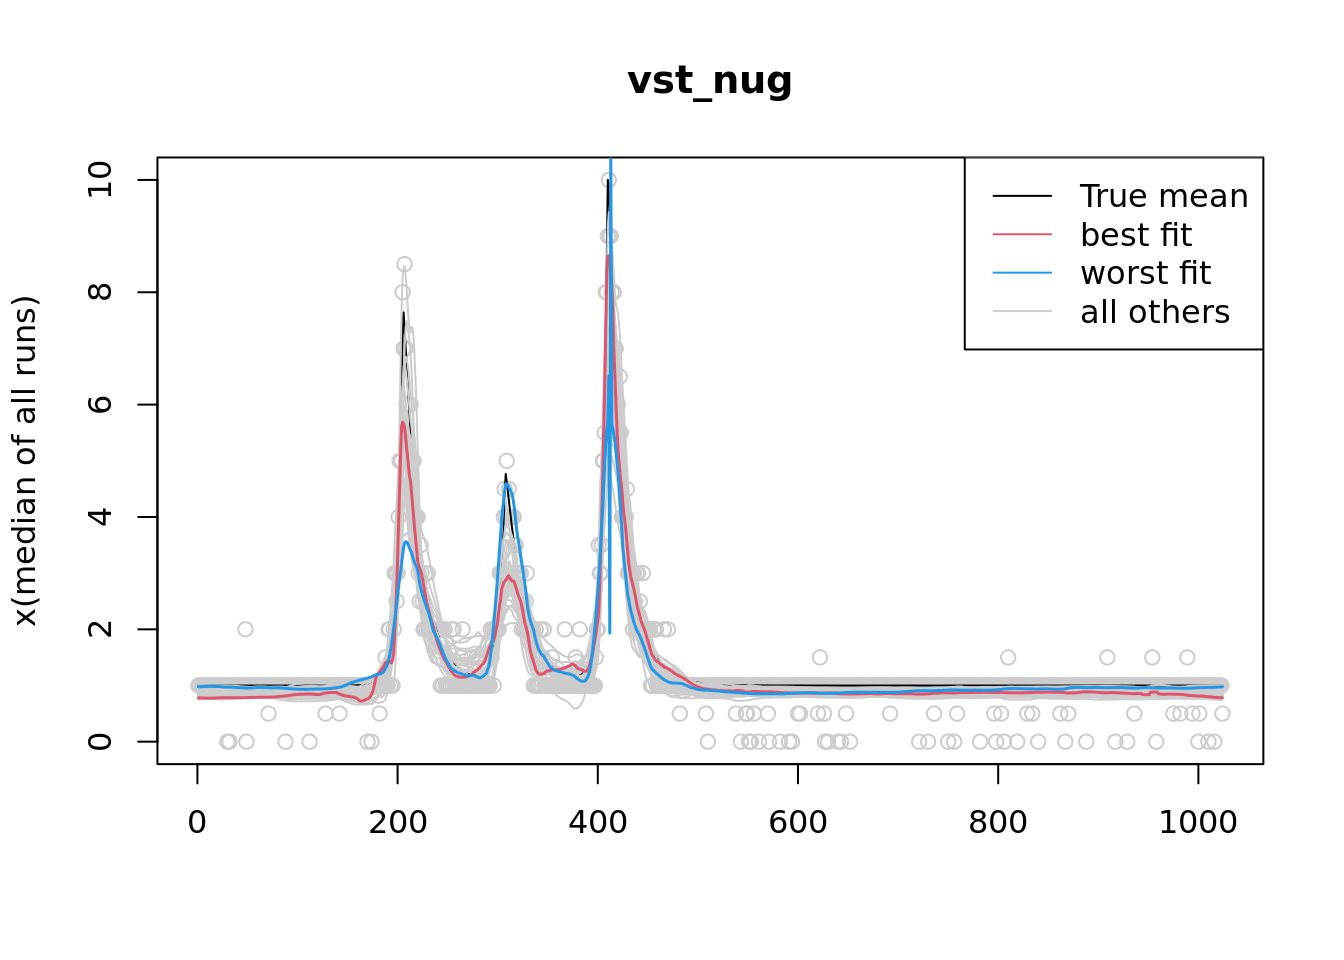 vst_nug
x(median of all runs)
10
8
6
4
2
0
True mean
best fit
worst fit
all others
0 200 400 600 800 1000